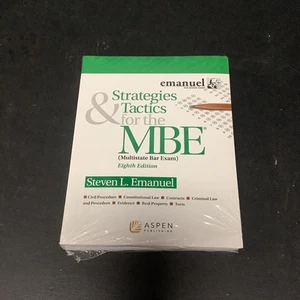 emanuel
Strategies
& Tactics
for the
MBE®
(Multistate Bar Exam)
Eighth Edition
Steven L. Emanuel
• Civil Procedure • Constitutional Law • Contracts • Criminal Law
and Procedure • Evidence • Real Property • Torts
ASPEN
PUBLISHING